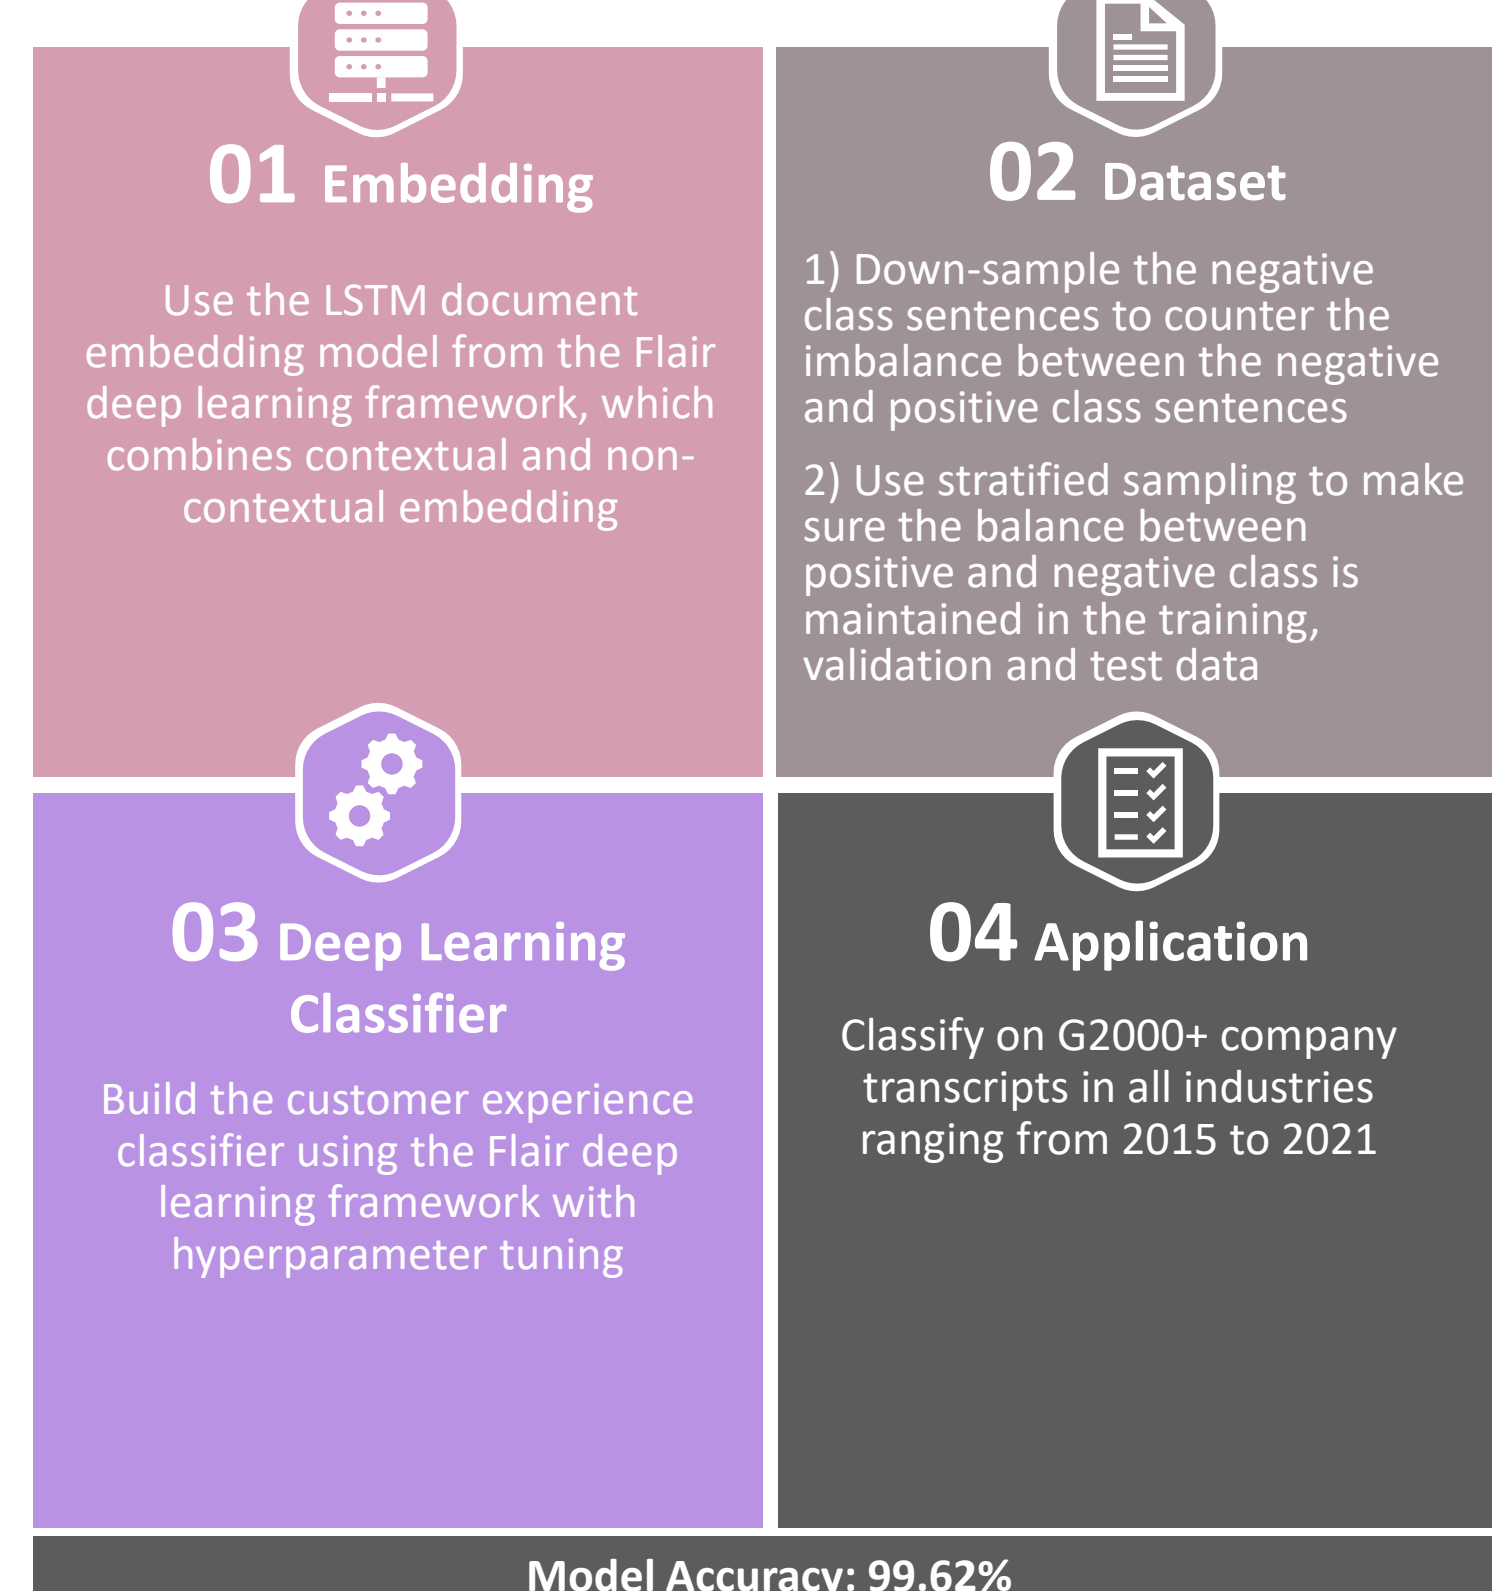 01 Embedding
Use the LSTM document
embedding model from the Flair
deep learning framework, which
combines contextual and non-
contextual embedding
02 Dataset
1) Down-sample the negative
class sentences to counter the
imbalance between the negative
and positive class sentences
2) Use stratified sampling to make
sure the balance between
positive and negative class is
maintained in the training,
validation and test data
03 Deep Learning
Classifier
Build the customer experience
classifier using the Flair deep
learning framework with
hyperparameter tuning
04 Application
Classify on G2000+ company
transcripts in all industries
ranging from 2015 to 2021
Model Accuracy: 99.62%